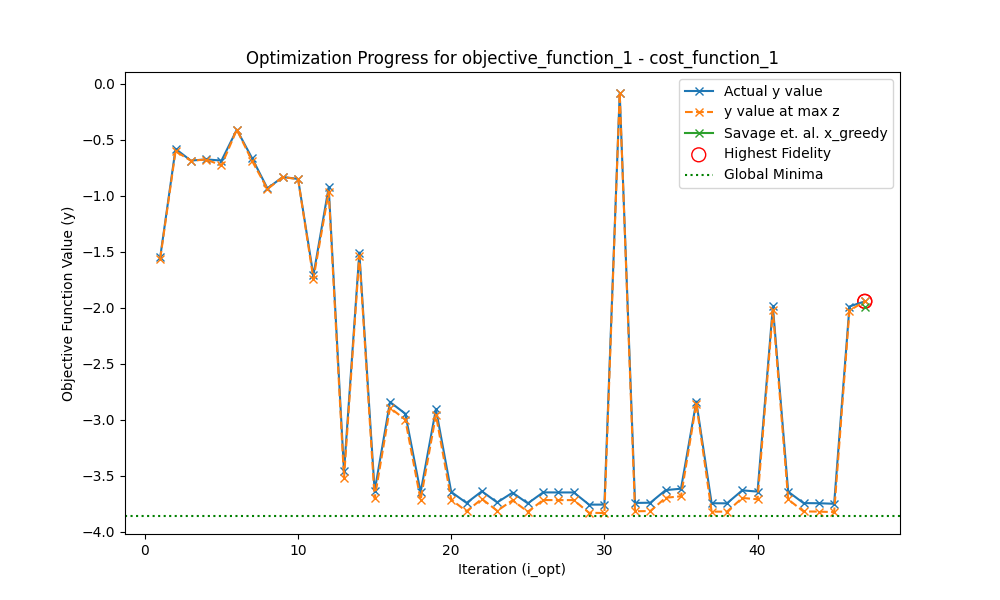 Optimization Progress for objective_function_1 - cost_function_1
Objective Function Value (y)
0.0
−0.5
−1.0
−1.5
−2.0
−2.5
−3.0
−3.5
−4.0
Actual y value
y value at max z
Savage et. al. x_greedy
Highest Fidelity
Global Minima
0
10
20
30
40
Iteration (i_opt)